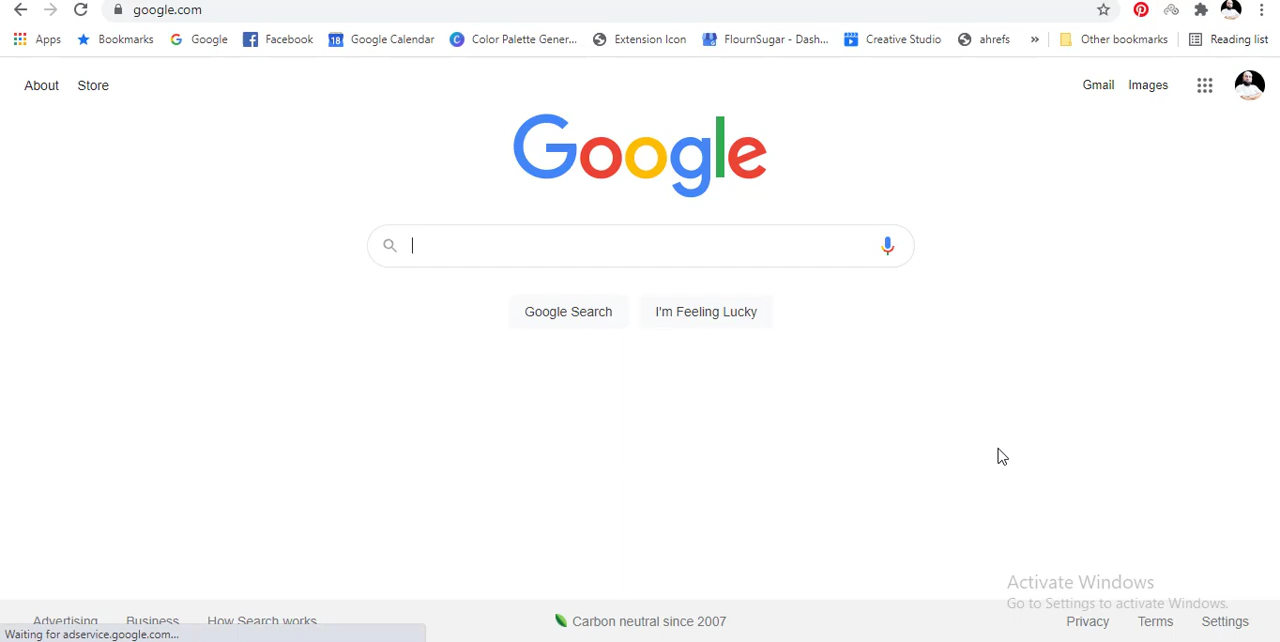 google.com
Apps Bookmarks Google Facebook 18 Google Calendar C Color Palette Gener... Extension Icon FlournSugar - Dash... Creative Studio ahrefs » Other bookmarks Reading list
About Store Gmail Images
Google
Google Search I'm Feeling Lucky
Activate Windows
Go to Settings to activate Windows.
Advertising Business How Search works Carbon neutral since 2007 Privacy Terms Settings
Waiting for adservice.google.com...